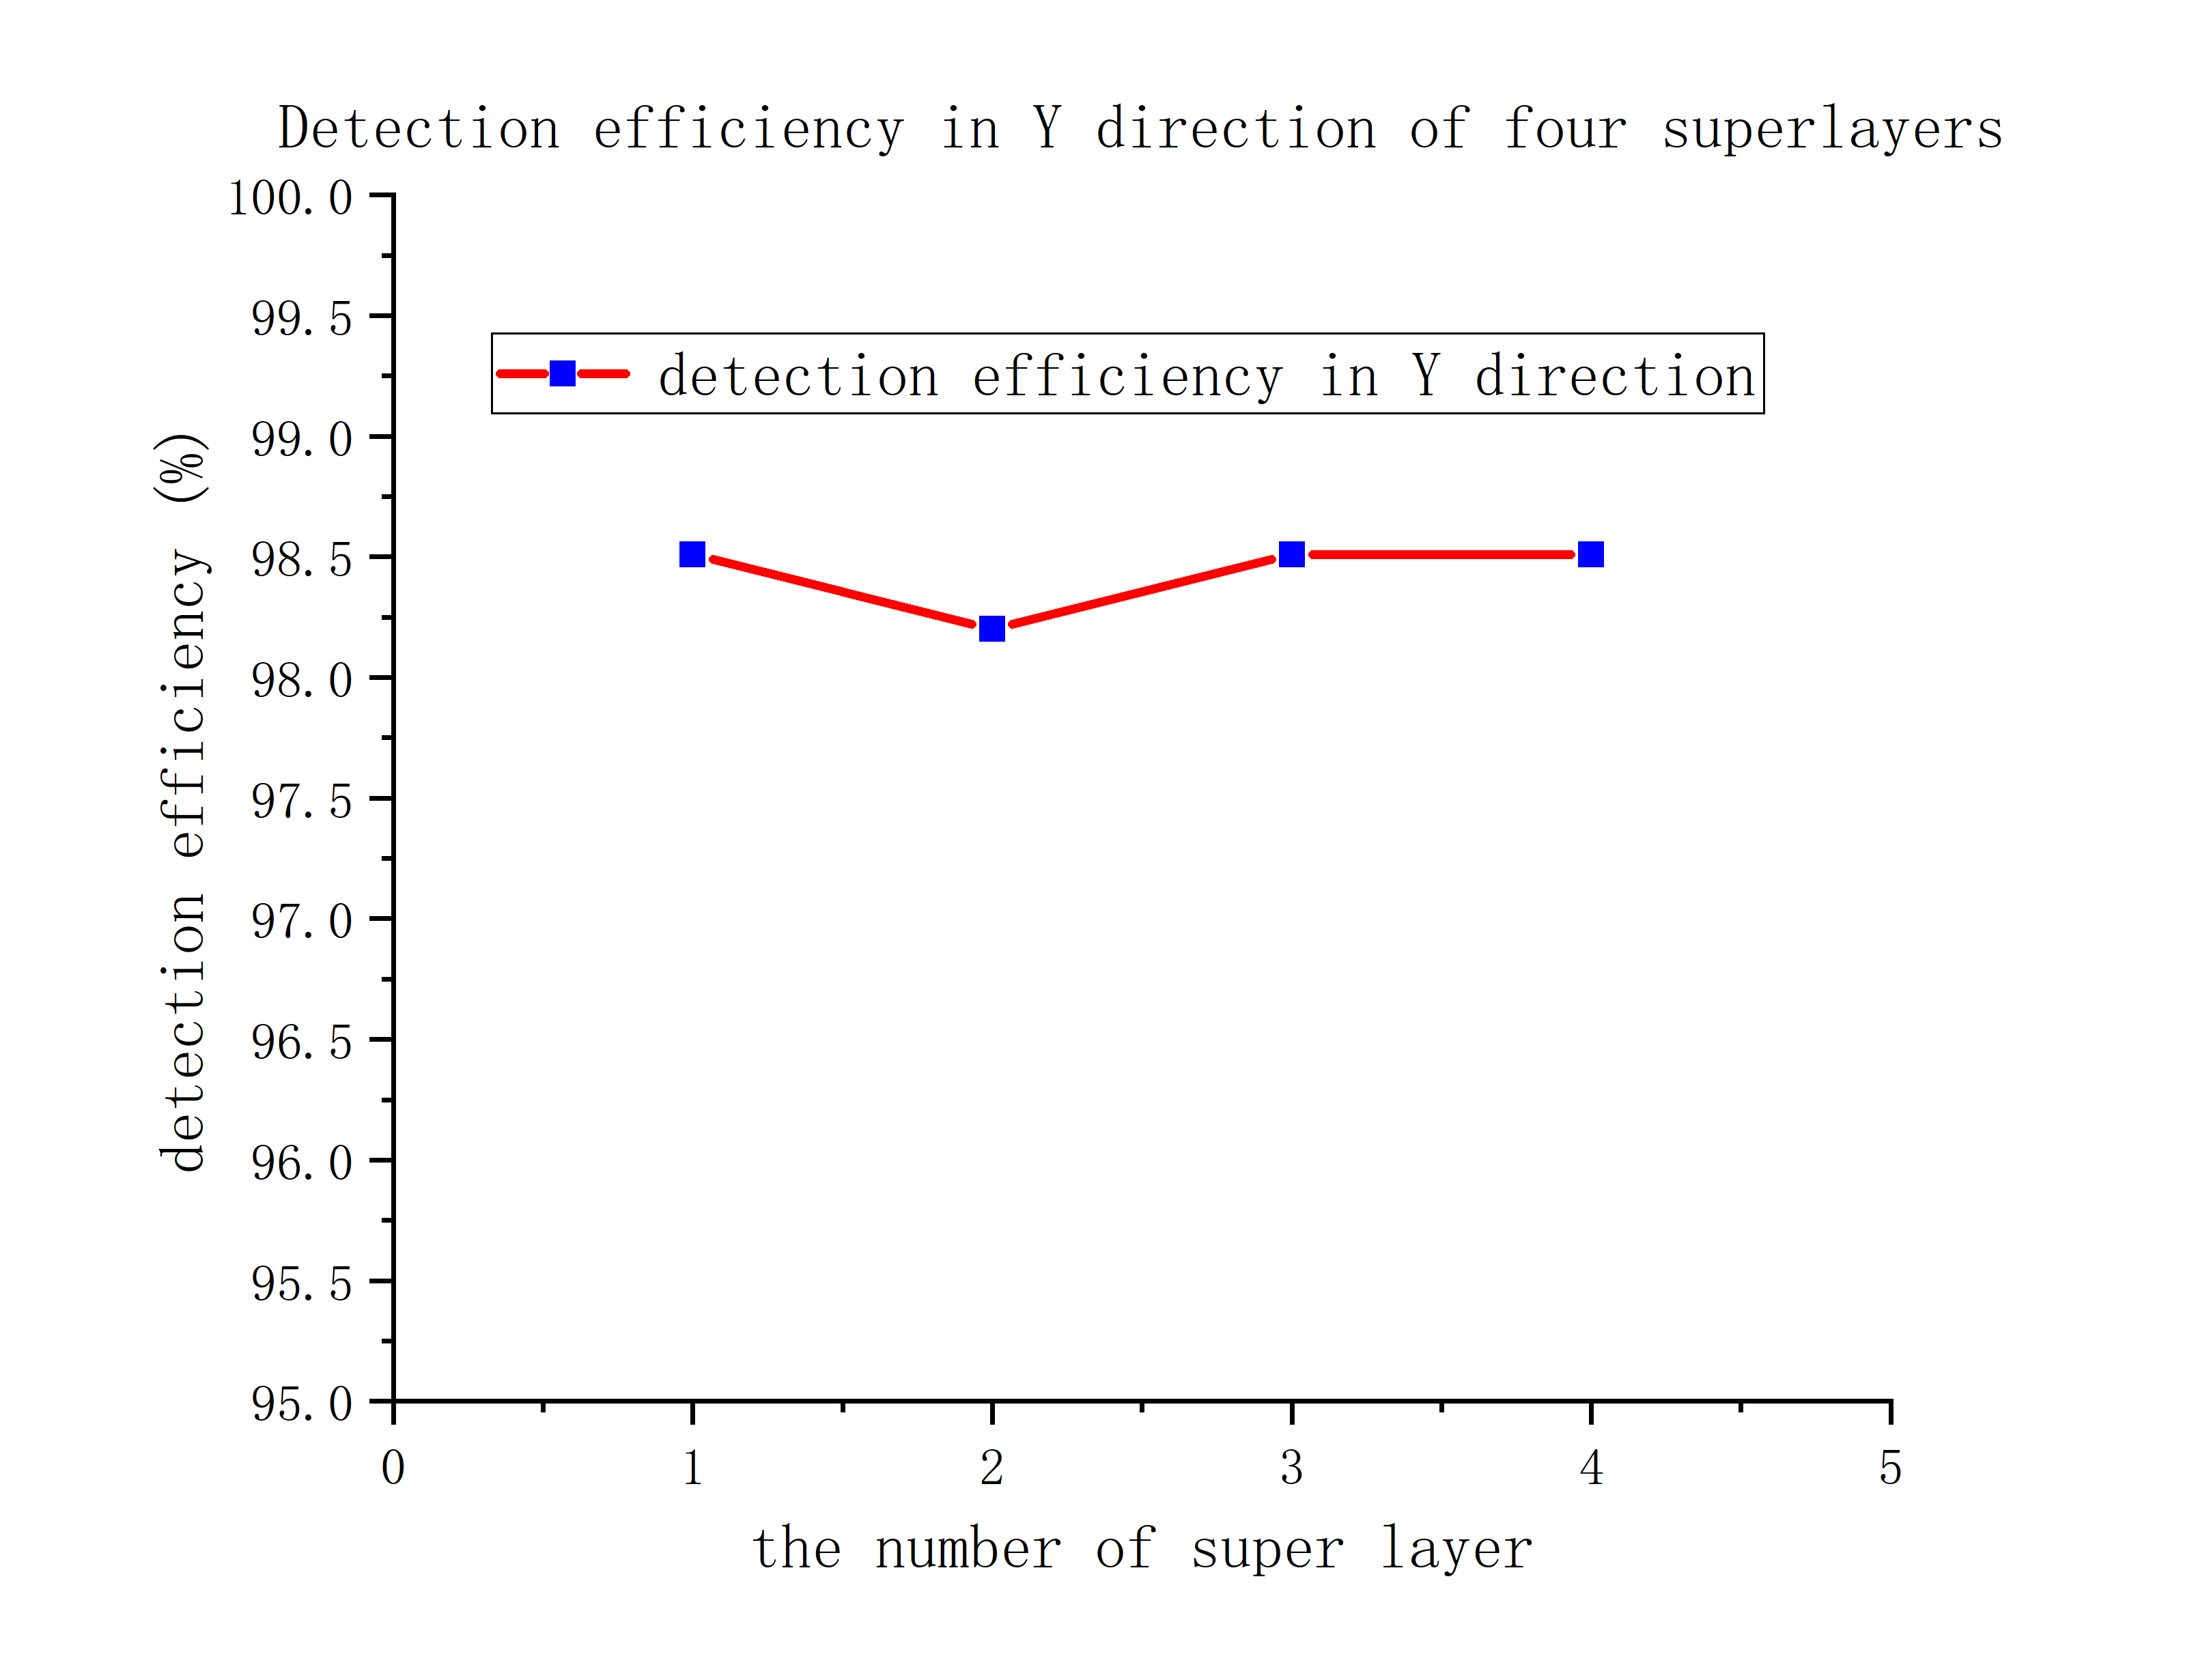 Detection efficiency in Y direction of four superlayers
100.0
99.5
detection efficiency in Y direction
99.0
98.5
98.0
97.5
97.0
96.5
96.0
95.5
95.0
detection efficiency (%)
0 1 2 3 4 5
the number of super layer